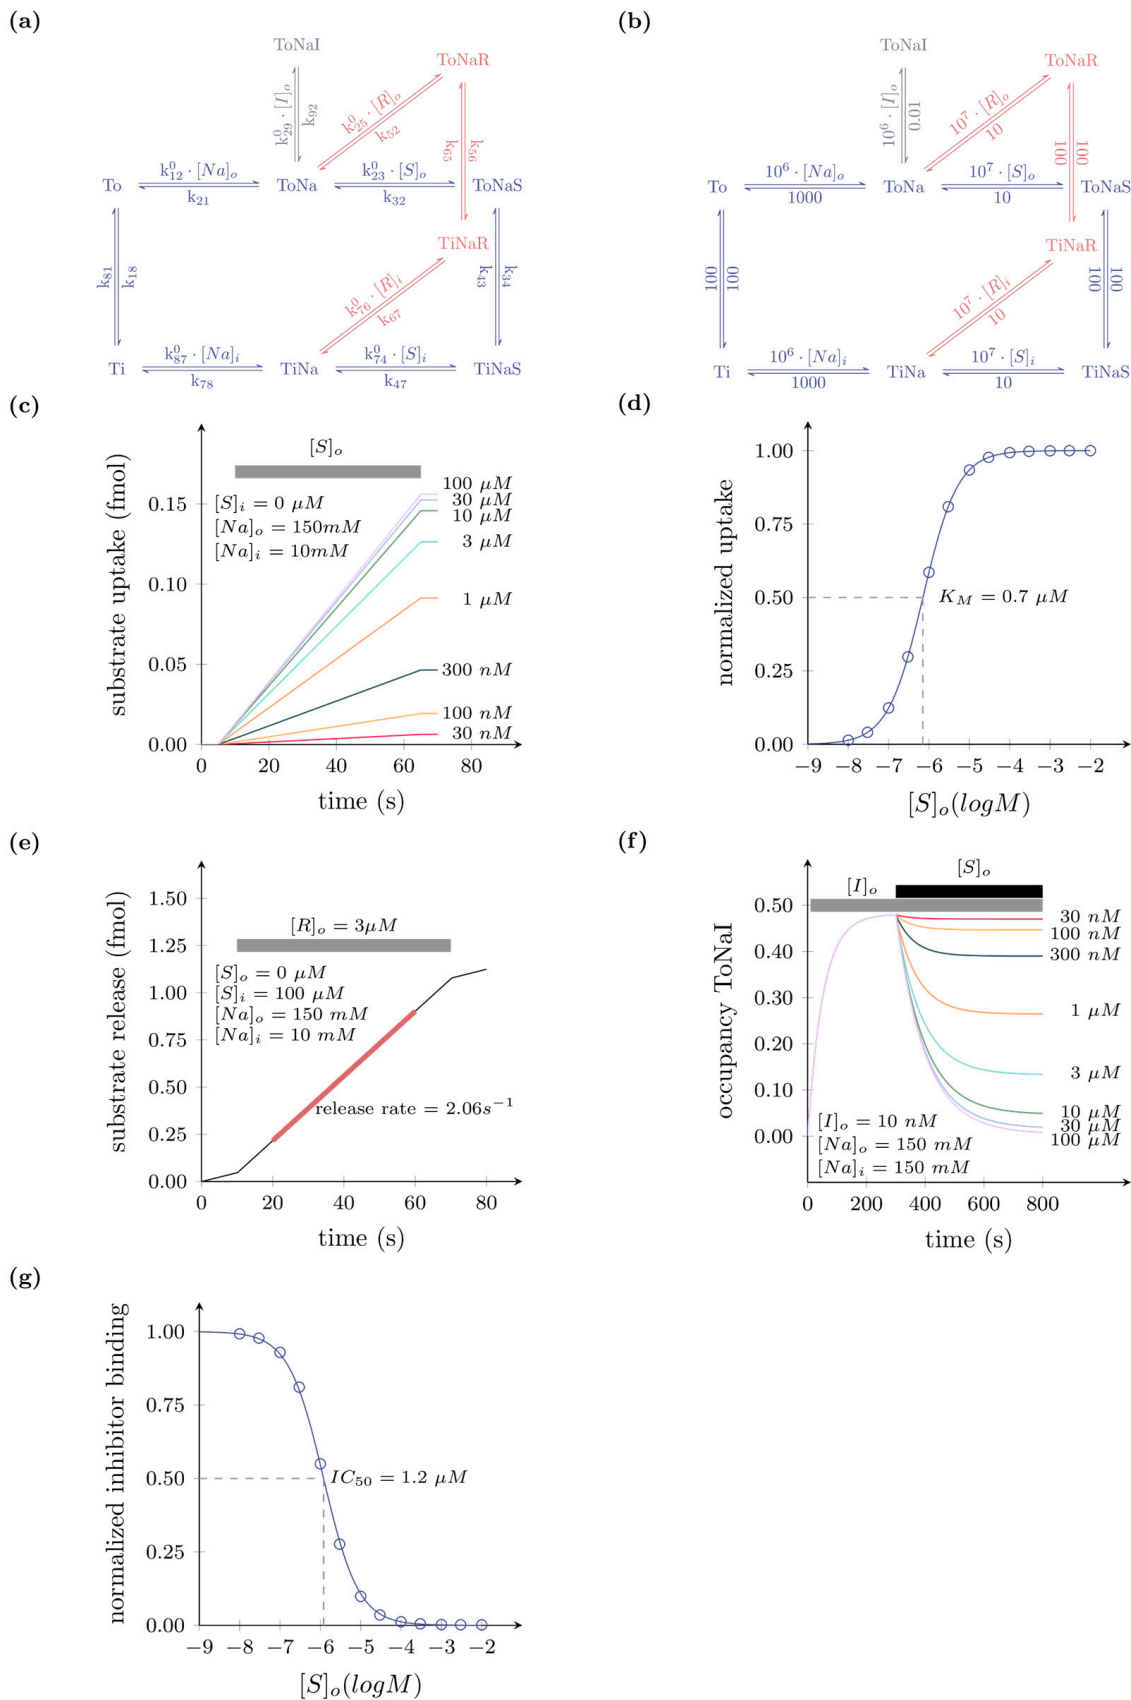 (a)
ToNaI
ToNaR
k⁰₂₉ · [I]ₒ
k₉₂
k⁰₂₅ · [R]ₒ
k₅₂
k₆₅
k₅₆
To
k⁰₁₂ · [Na]ₒ
k₂₁
ToNa
k⁰₂₃ · [S]ₒ
k₃₂
ToNaS
TiNaR
k₈₁
k₁₈
k⁰₇₆ · [R]ᵢ
k₆₇
k₄₃
k₃₄
Ti
k⁰₈₇ · [Na]ᵢ
k₇₈
TiNa
k⁰₇₄ · [S]ᵢ
k₄₇
TiNaS
(b)
ToNaI
ToNaR
10⁶ · [I]ₒ
0.01
10⁷ · [R]ₒ
10
100
100
To
10⁶ · [Na]ₒ
1000
ToNa
10⁷ · [S]ₒ
10
ToNaS
TiNaR
100
100
10⁷ · [R]ᵢ
10
100
100
Ti
10⁶ · [Na]ᵢ
1000
TiNa
10⁷ · [S]ᵢ
10
TiNaS
(c)
substrate uptake (fmol)
[S]ₒ
[S]ᵢ = 0 μM
[Na]ₒ = 150mM
[Na]ᵢ = 10mM
100 μM
30 μM
10 μM
3 μM
1 μM
300 nM
100 nM
30 nM
0.15
0.10
0.05
0.00
0 20 40 60 80
time (s)
(d)
normalized uptake
1.00
0.75
0.50
0.25
0.00
K_M = 0.7 μM
−9 −8 −7 −6 −5 −4 −3 −2
[S]ₒ(logM)
(e)
substrate release (fmol)
1.50
1.25
1.00
0.75
0.50
0.25
0.00
[R]ₒ = 3μM
[S]ₒ = 0 μM
[S]ᵢ = 100 μM
[Na]ₒ = 150 mM
[Na]ᵢ = 10 mM
release rate = 2.06s⁻¹
0 20 40 60 80
time (s)
(f)
occupancy ToNaI
[S]ₒ
[I]ₒ
0.50
0.40
0.30
0.20
0.10
0.00
30 nM
100 nM
300 nM
1 μM
3 μM
10 μM
30 μM
100 μM
[I]ₒ = 10 nM
[Na]ₒ = 150 mM
[Na]ᵢ = 150 mM
0 200 400 600 800
time (s)
(g)
normalized inhibitor binding
1.00
0.75
0.50
0.25
0.00
IC₅₀ = 1.2 μM
−9 −8 −7 −6 −5 −4 −3 −2
[S]ₒ(logM)